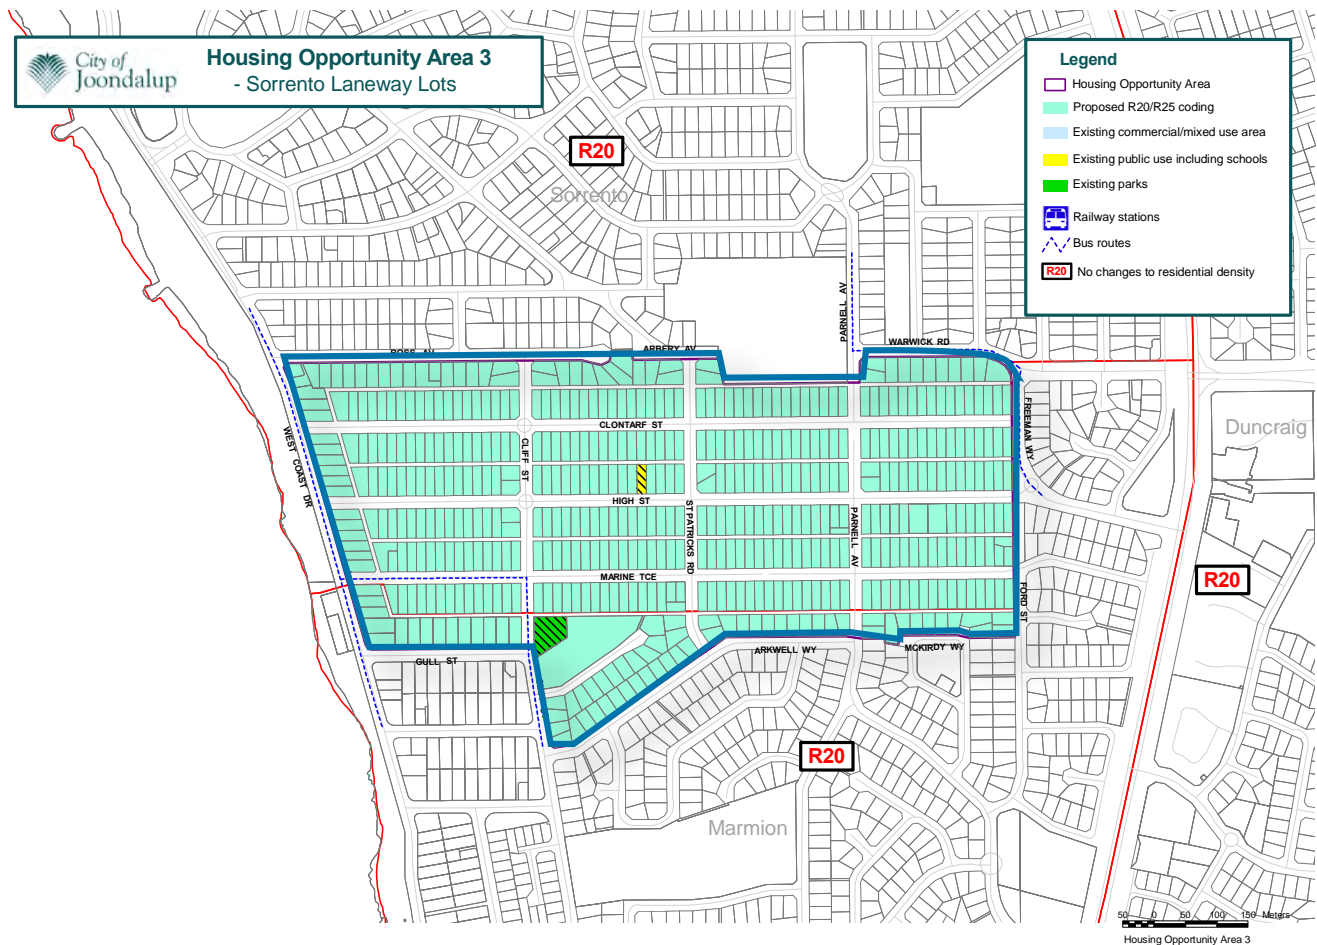 City of
Joondalup
Housing Opportunity Area 3
- Sorrento Laneway Lots
Legend
Housing Opportunity Area
Proposed R20/R25 coding
Existing commercial/mixed use area
Existing public use including schools
Existing parks
Railway stations
Bus routes
R20 No changes to residential density
R20
Sorrento
PARNELL AV
ROSS AV
ARBERY AV
WARWICK RD
CLONTARF ST
CLIFF ST
FREEMAN WY
Duncraig
WEST COAST DR
HIGH ST
ST PATRICKS RD
PARNELL AV
MARINE TCE
FORD ST
R20
GULL ST
ARKWELL WY
MCKIRDY WY
R20
Marmion
50 0 50 100 150 Meters
Housing Opportunity Area 3